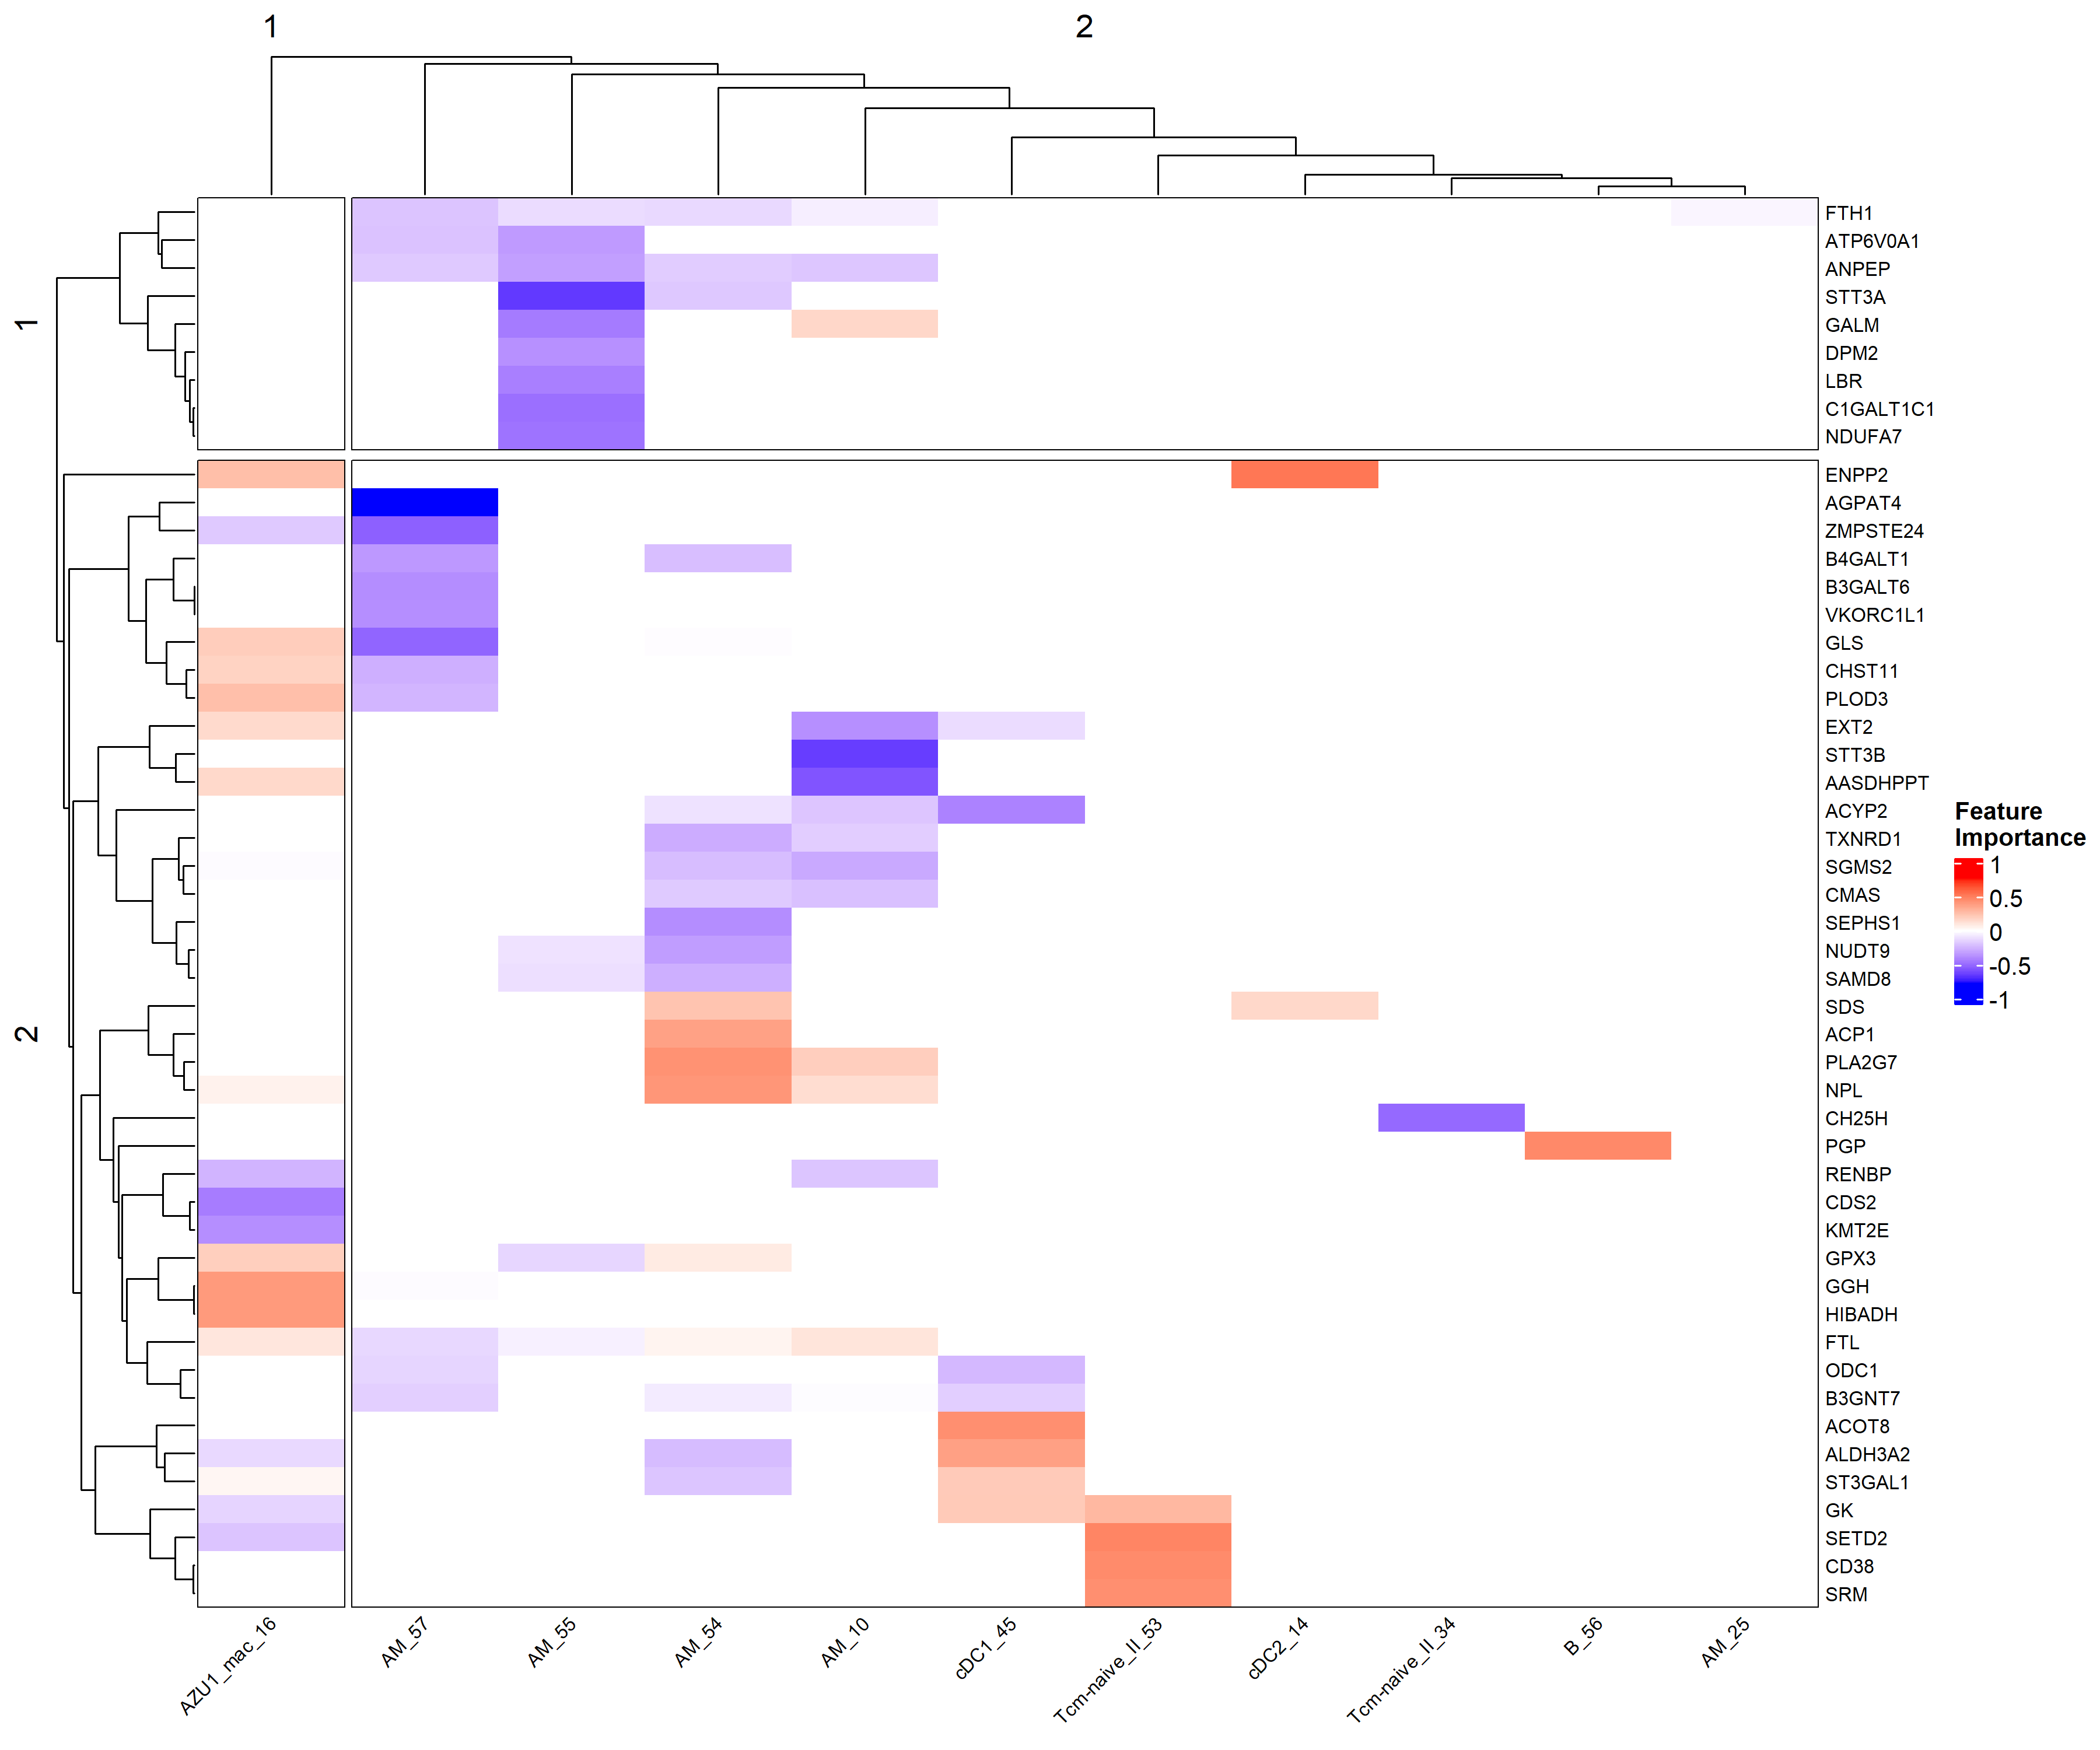 1
2
1
2
FTH1
ATP6V0A1
ANPEP
STT3A
GALM
DPM2
LBR
C1GALT1C1
NDUFA7
ENPP2
AGPAT4
ZMPSTE24
B4GALT1
B3GALT6
VKORC1L1
GLS
CHST11
PLOD3
EXT2
STT3B
AASDHPPT
ACYP2
TXNRD1
SGMS2
CMAS
SEPHS1
NUDT9
SAMD8
SDS
ACP1
PLA2G7
NPL
CH25H
PGP
RENBP
CDS2
KMT2E
GPX3
GGH
HIBADH
FTL
ODC1
B3GNT7
ACOT8
ALDH3A2
ST3GAL1
GK
SETD2
CD38
SRM
Feature
Importance
1
0.5
0
-0.5
-1
AZU1_mac_16
AM_57
AM_55
AM_54
AM_10
cDC1_45
Tcm-naive_II_53
cDC2_14
Tcm-naive_II_34
B_56
AM_25